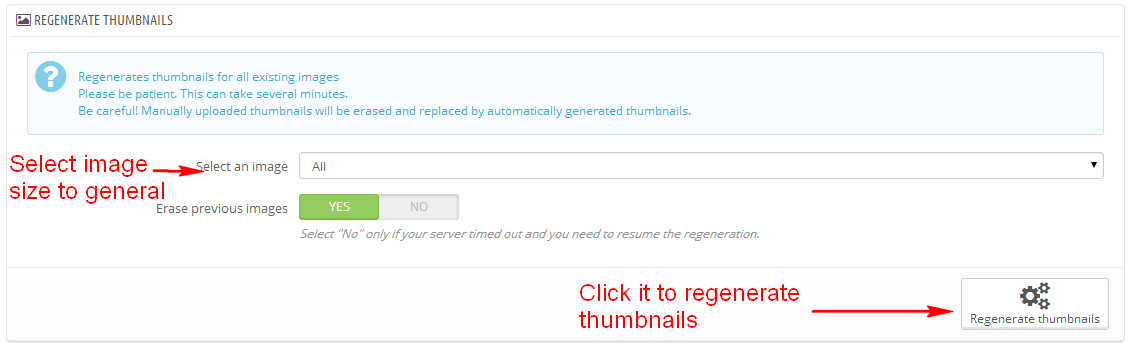 REGENERATE THUMBNAILS
?
Regenerates thumbnails for all existing images
Please be patient. This can take several minutes.
Be careful! Manually uploaded thumbnails will be erased and replaced by automatically generated thumbnails.
Select image
size to general
Select an image
All
Erase previous images
YES
NO
Select "No" only if your server timed out and you need to resume the regeneration.
Click it to regenerate
thumbnails
Regenerate thumbnails